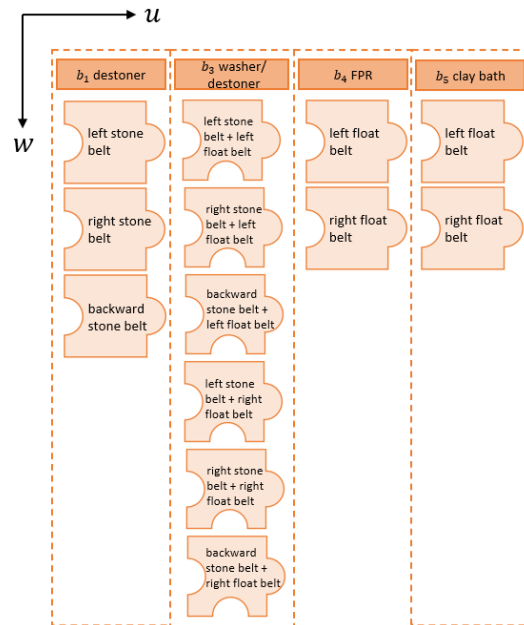 u
w
b₁ destoner
left stone
belt
right stone
belt
backward
stone belt
b₃ washer/
destoner
left stone
belt + left
float belt
right stone
belt + left
float belt
backward
stone belt +
left float belt
left stone
belt + right
float belt
right stone
belt + right
float belt
backward
stone belt +
right float belt
b₄ FPR
left float
belt
right float
belt
b₅ clay bath
left float
belt
right float
belt